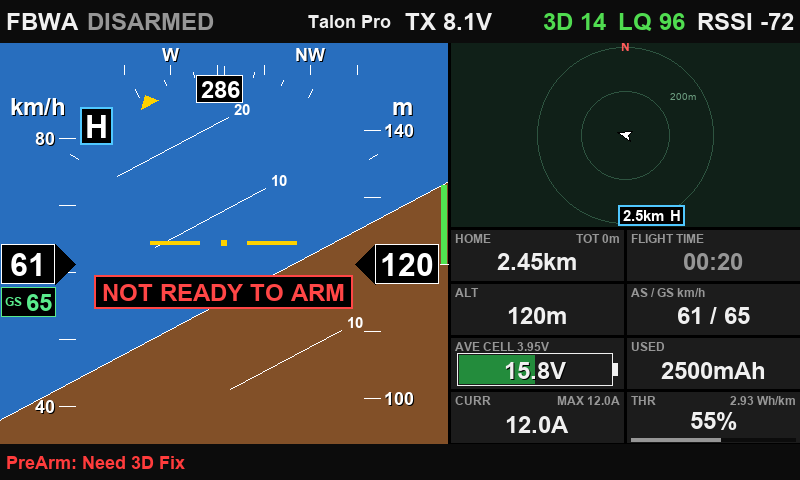 FBWA DISARMED Talon Pro TX 8.1V 3D 14 LQ 96 RSSI -72
W NW N
286
km/h m
H
20
80 140
200m
10
2.5km H
HOME TOT 0m FLIGHT TIME
61 120
2.45km 00:20
GS 65
NOT READY TO ARM
ALT AS / GS km/h
120m 61 / 65
10
AVE CELL 3.95V USED
15.8V 2500mAh
40 100
CURR MAX 12.0A THR 2.93 Wh/km
12.0A 55%
PreArm: Need 3D Fix